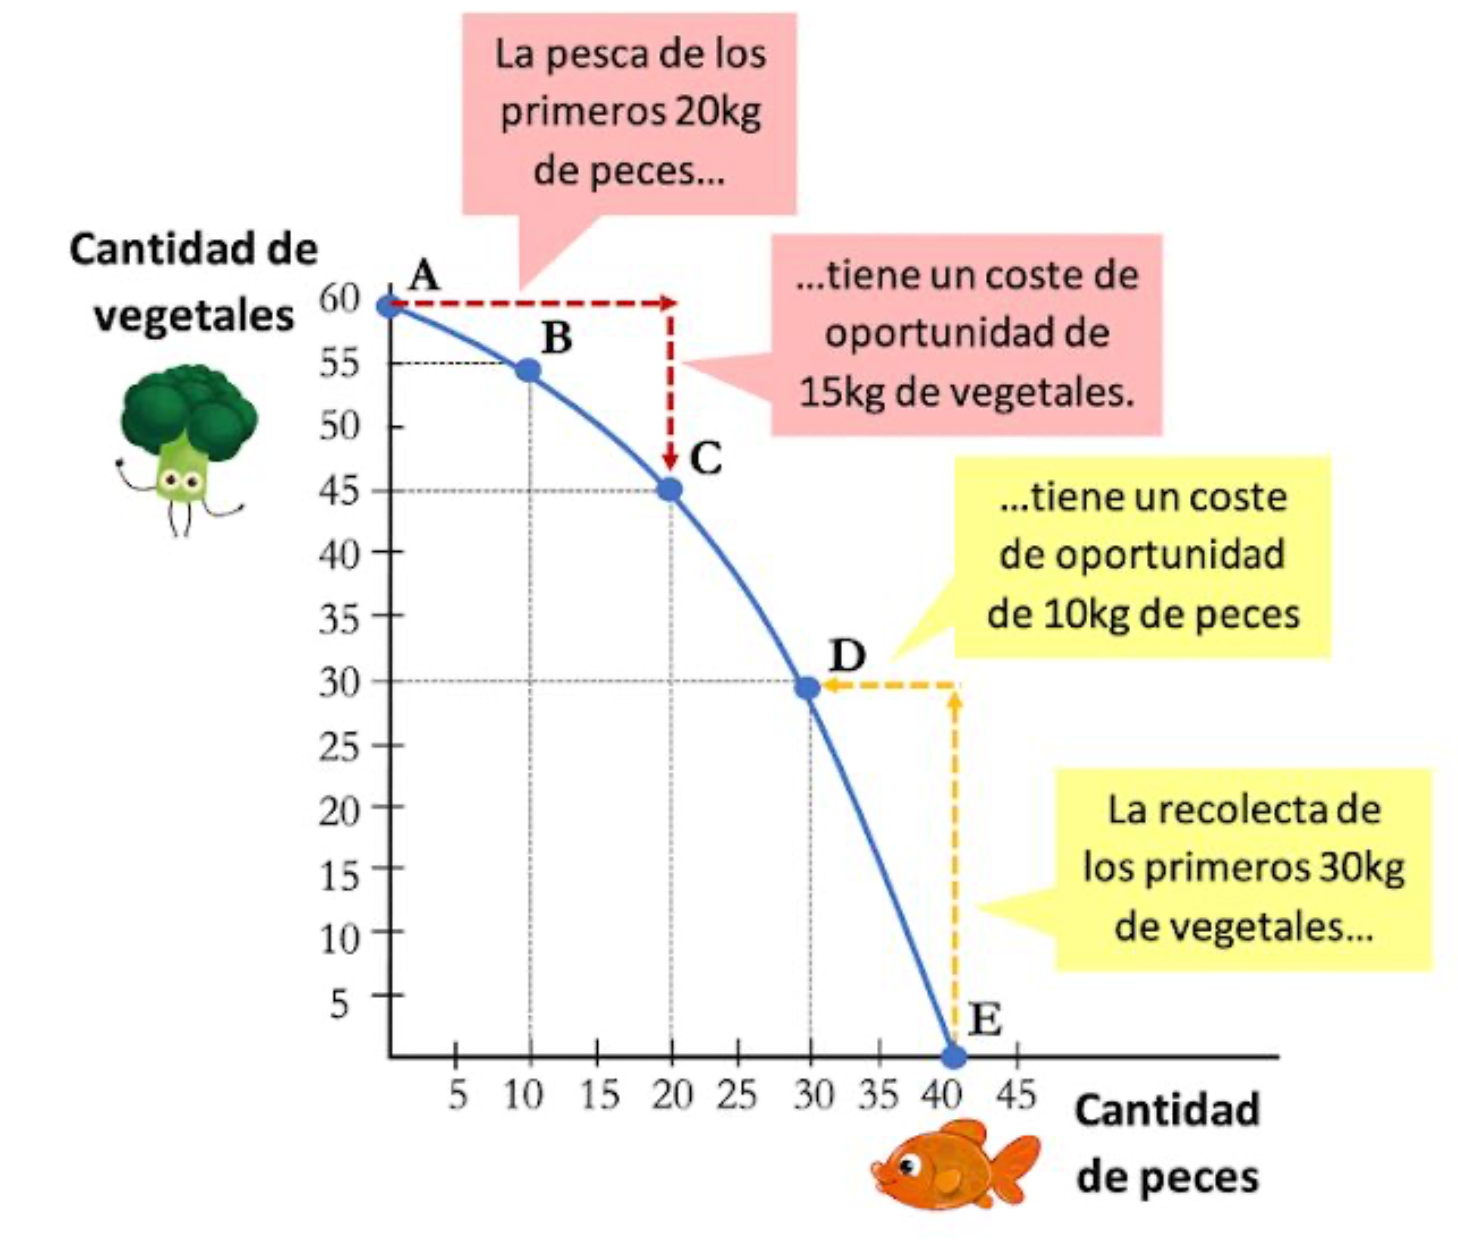 La pesca de los
primeros 20kg
de peces...
...tiene un coste de
oportunidad de
15kg de vegetales.
Cantidad de
vegetales
A
B
C
D
E
...tiene un coste
de oportunidad
de 10kg de peces
La recolecta de
los primeros 30kg
de vegetales...
60
55
50
45
40
35
30
25
20
15
10
5
5 10 15 20 25 30 35 40 45
Cantidad
de peces